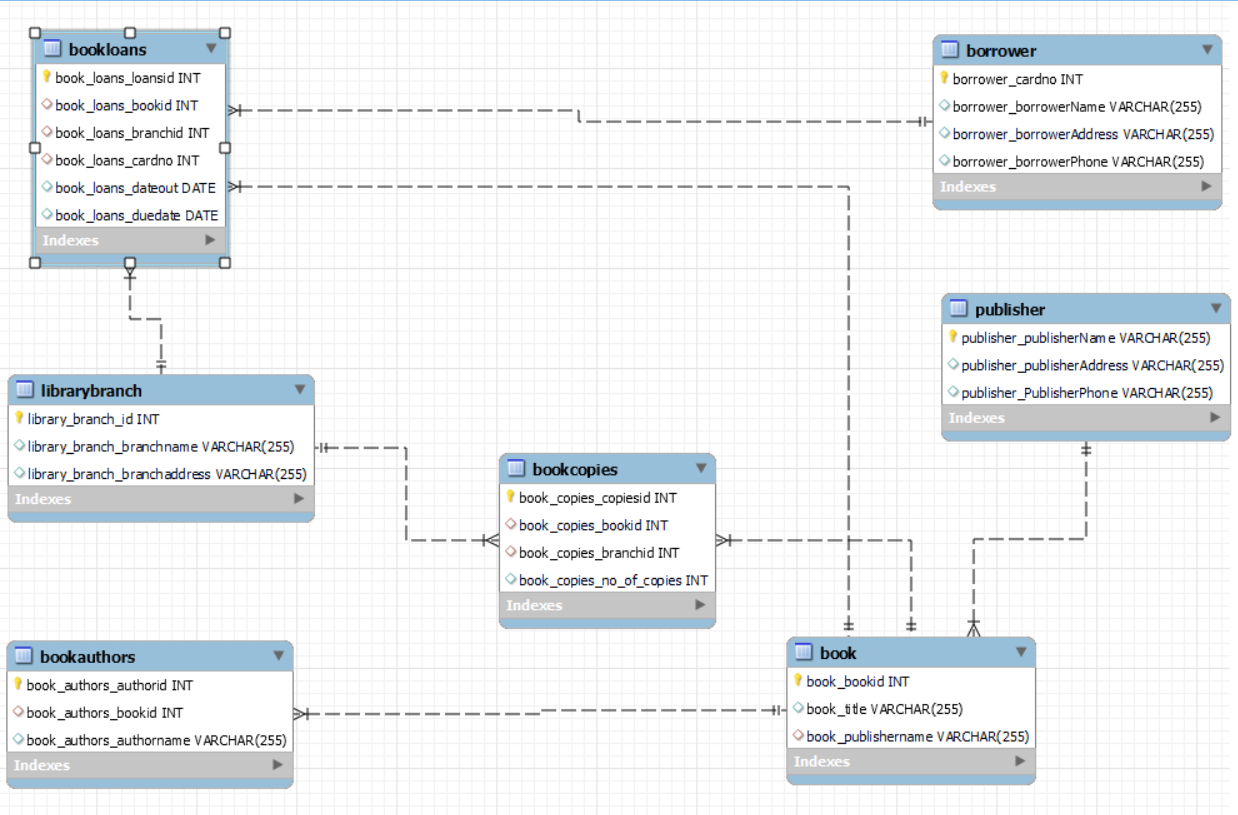 bookloans
book_loans_loansid INT
book_loans_bookid INT
book_loans_branchid INT
book_loans_cardno INT
book_loans_dateout DATE
book_loans_duedate DATE
Indexes
borrower
borrower_cardno INT
borrower_borrowerName VARCHAR(255)
borrower_borrowerAddress VARCHAR(255)
borrower_borrowerPhone VARCHAR(255)
Indexes
publisher
publisher_publisherName VARCHAR(255)
publisher_publisherAddress VARCHAR(255)
publisher_PublisherPhone VARCHAR(255)
Indexes
librarybranch
library_branch_id INT
library_branch_branchname VARCHAR(255)
library_branch_branchaddress VARCHAR(255)
Indexes
bookcopies
book_copies_copiesid INT
book_copies_bookid INT
book_copies_branchid INT
book_copies_no_of_copies INT
Indexes
bookauthors
book_authors_authorid INT
book_authors_bookid INT
book_authors_authorname VARCHAR(255)
Indexes
book
book_bookid INT
book_title VARCHAR(255)
book_publishername VARCHAR(255)
Indexes